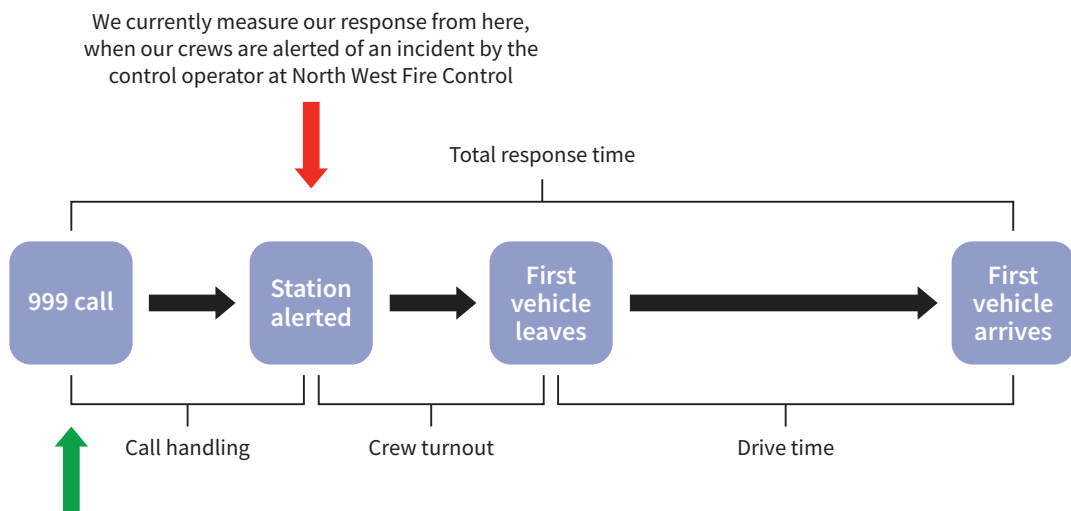 We currently measure our response from here,
when our crews are alerted of an incident by the
control operator at North West Fire Control
Total response time
999 call
Station
alerted
First
vehicle
leaves
First
vehicle
arrives
Call handling
Crew turnout
Drive time